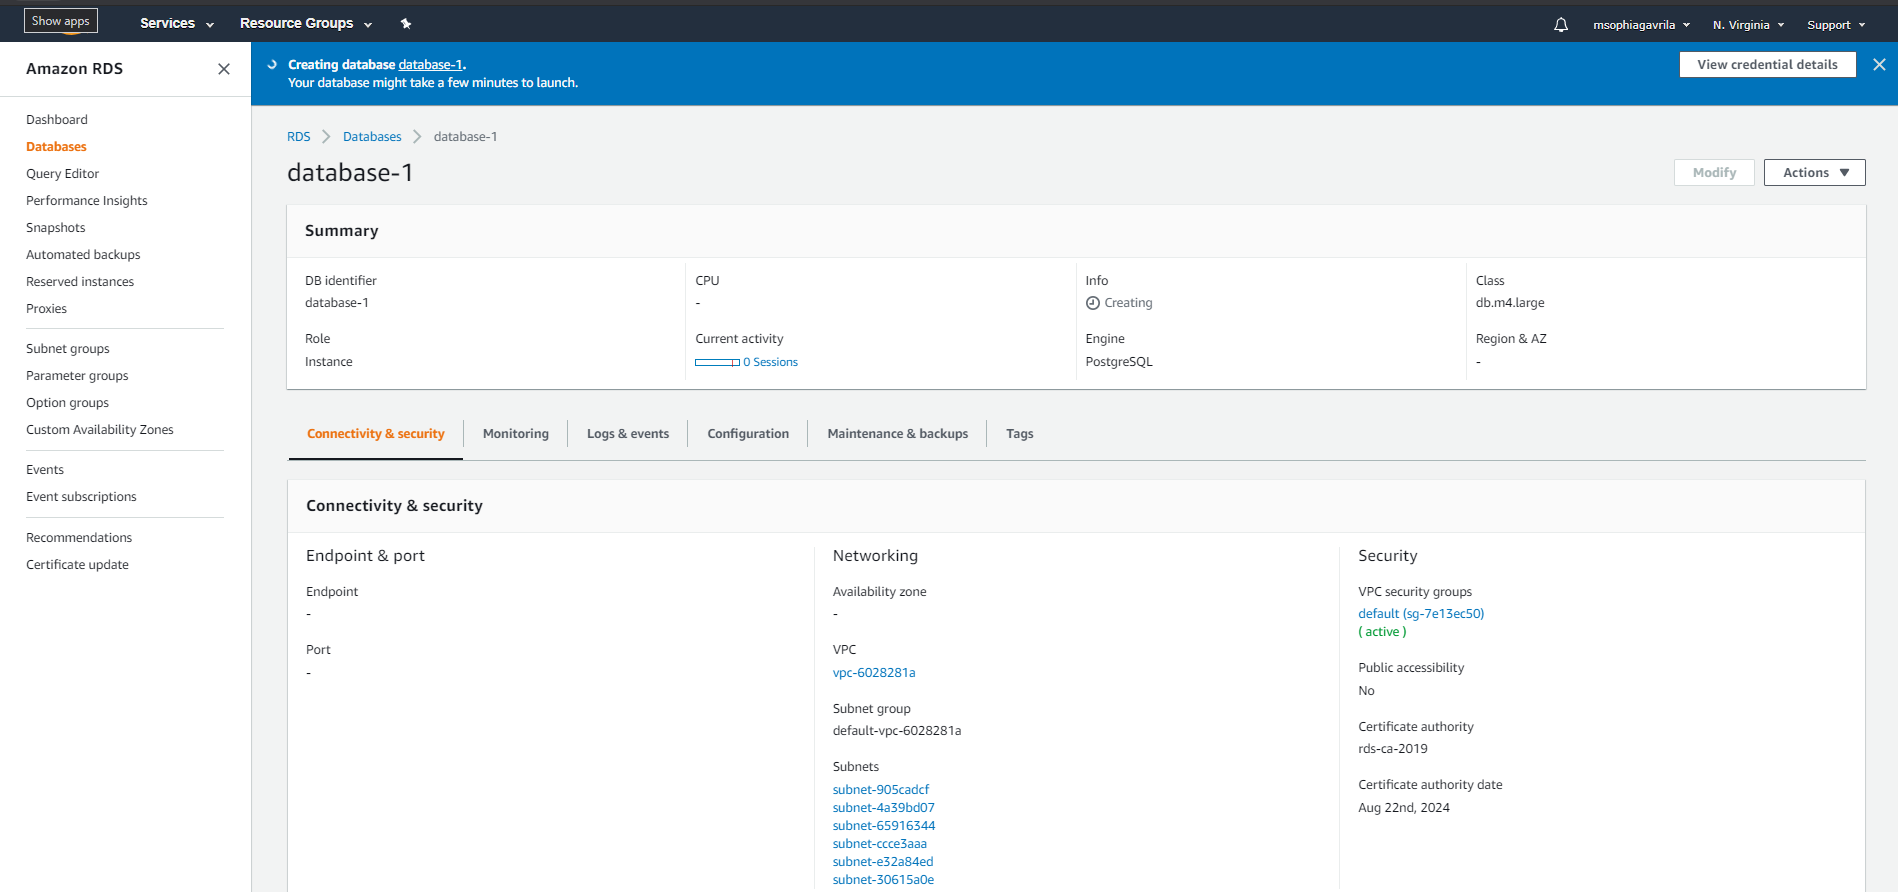 Show apps
Services
Resource Groups
msophiagavrila
N. Virginia
Support
Amazon RDS
Creating database database-1.
Your database might take a few minutes to launch.
View credential details
Dashboard
Databases
Query Editor
Performance Insights
Snapshots
Automated backups
Reserved instances
Proxies
Subnet groups
Parameter groups
Option groups
Custom Availability Zones
Events
Event subscriptions
Recommendations
Certificate update
RDS
Databases
database-1
database-1
Modify
Actions
Summary
DB identifier
database-1
Role
Instance
CPU
-
Current activity
0 Sessions
Info
Creating
Engine
PostgreSQL
Class
db.m4.large
Region & AZ
-
Connectivity & security
Monitoring
Logs & events
Configuration
Maintenance & backups
Tags
Connectivity & security
Endpoint & port
Endpoint
-
Port
-
Networking
Availability zone
-
VPC
vpc-6028281a
Subnet group
default-vpc-6028281a
Subnets
subnet-905cadcf
subnet-4a39bd07
subnet-65916344
subnet-ccce3aaa
subnet-e32a84ed
subnet-30615a0e
Security
VPC security groups
default (sg-7e13ec50)
( active )
Public accessibility
No
Certificate authority
rds-ca-2019
Certificate authority date
Aug 22nd, 2024